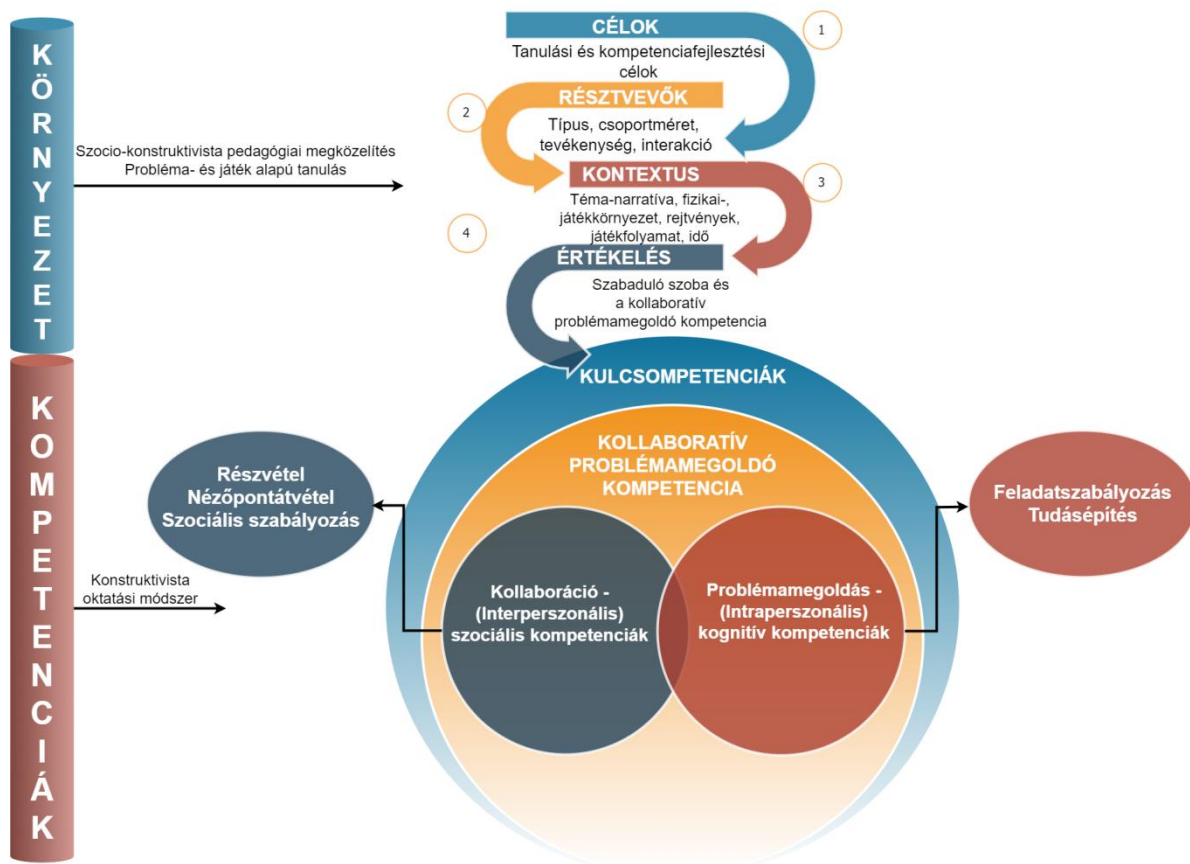 KÖRNYEZET
Szocio-konstruktivista pedagógiai megközelítés
Probléma- és játék alapú tanulás
CÉLOK
1
Tanulási és kompetenciafejlesztési
célok
RÉSZTVEVŐK
2
Típus, csoportméret,
tevékenység, interakció
KONTEXTUS
3
Téma-narratíva, fizikai-,
játékkörnyezet, rejtvények,
játékfolyamat, idő
4
ÉRTÉKELÉS
Szabaduló szoba és
a kollaboratív
problémamegoldó kompetencia
KOMPETENCIÁK
KULCSOMPETENCIÁK
KOLLABORATÍV
PROBLÉMAMEGOLDÓ
KOMPETENCIA
Részvétel
Nézőpontátvétel
Szociális szabályozás
Feladatszabályozás
Tudásépítés
Konstruktivista
oktatási módszer
Kollaboráció -
(Interperszonális)
szociális kompetenciák
Problémamegoldás -
(Intraperszonális)
kognitív kompetenciák